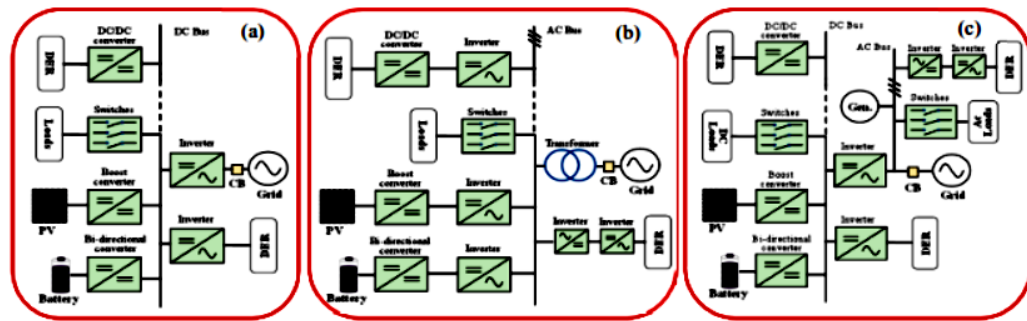 (a)
DC/DC
converter
DC Bus
DER
Switches
Loads
Inverter
CB
Grid
Boost
converter
PV
Inverter
DER
Bi-directional
converter
Battery
(b)
DC/DC
converter
Inverter
AC Bus
DER
Switches
Loads
Transformer
CB
Grid
Boost
converter
Inverter
PV
Inverter
Inverter
DER
Bi-directional
converter
Inverter
Battery
(c)
DC/DC
converter
DC Bus
AC Bus
Inverter
Inverter
DER
DER
Gen.
Switches
AC
Loads
Switches
DC
Loads
Inverter
CB
Grid
Boost
converter
PV
Inverter
DER
Bi-directional
converter
Battery